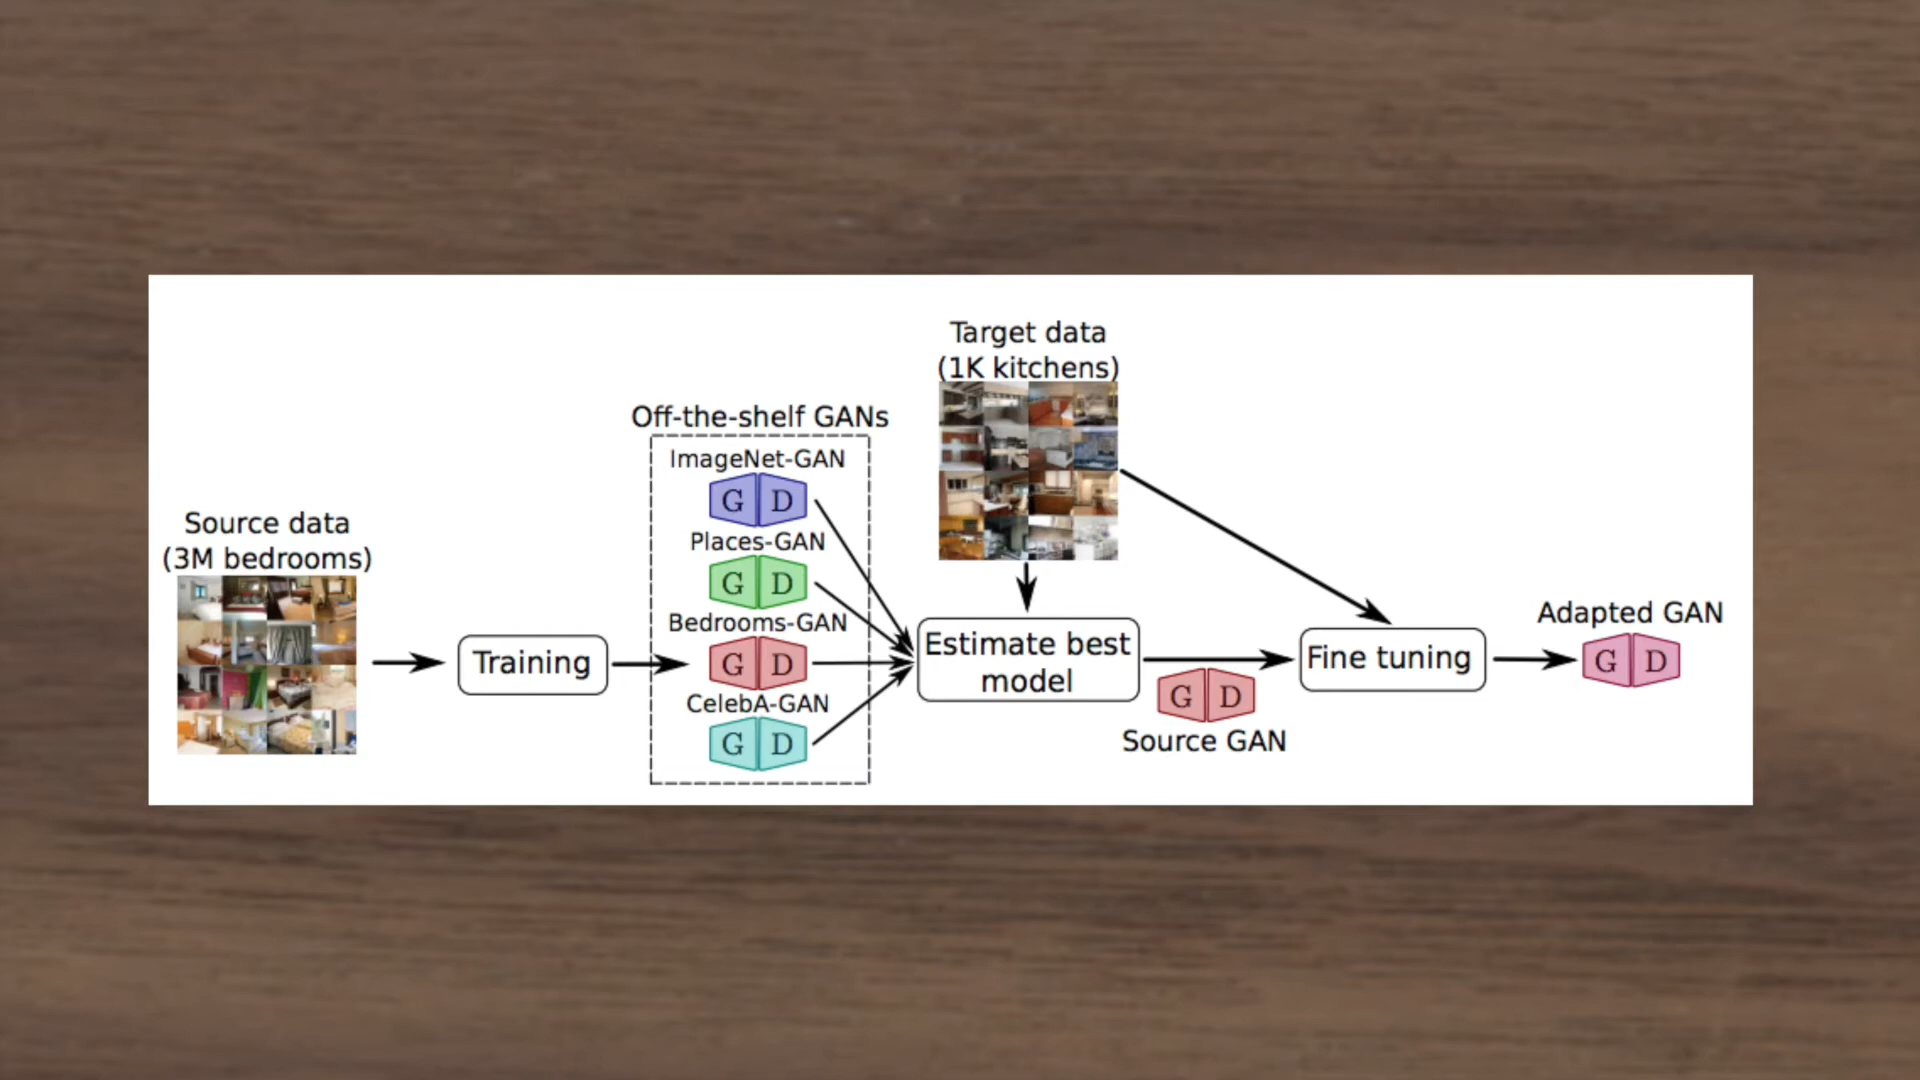 Source data
(3M bedrooms)
Training
Off-the-shelf GANs
ImageNet-GAN
G D
Places-GAN
G D
Bedrooms-GAN
G D
CelebA-GAN
G D
Target data
(1K kitchens)
Estimate best
model
G D
Source GAN
Fine tuning
Adapted GAN
G D